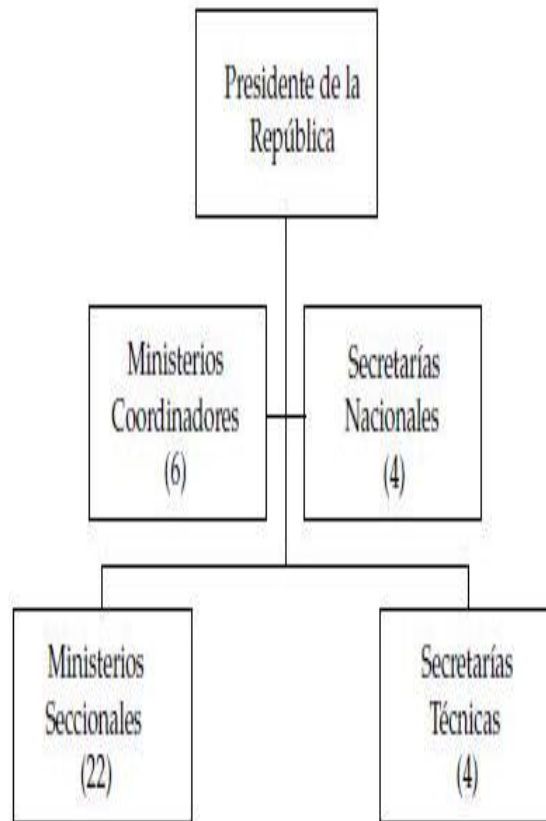 Presidente de la
República
Ministerios
Coordinadores
(6)
Secretarías
Nacionales
(4)
Ministerios
Seccionales
(22)
Secretarías
Técnicas
(4)